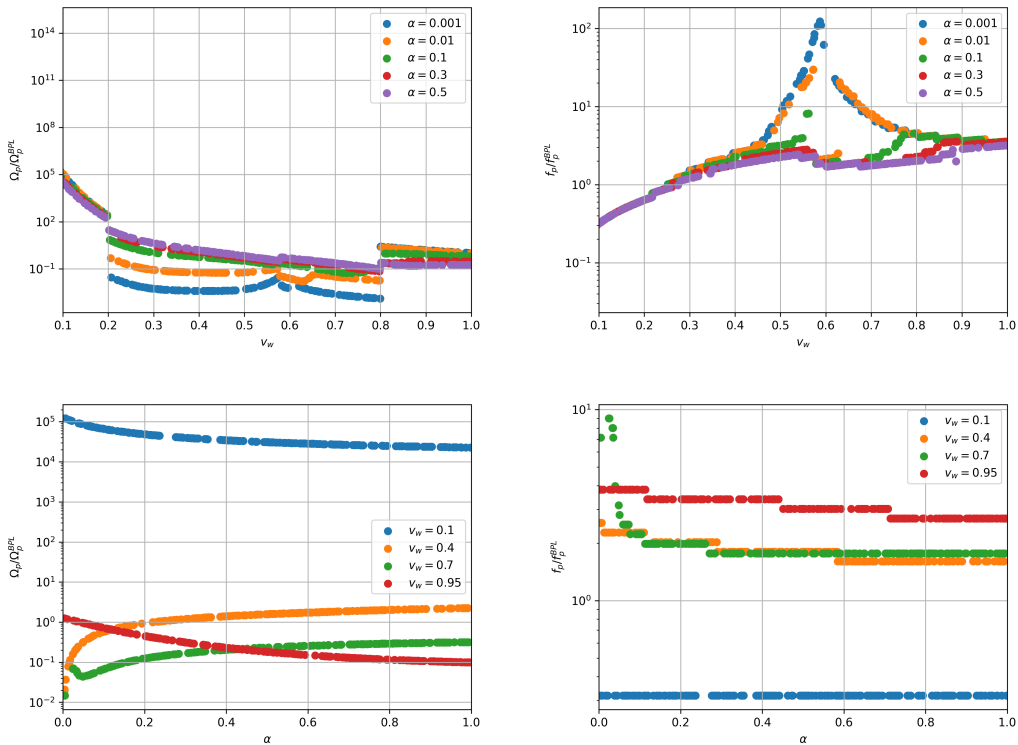 10^14
10^11
10^8
10^5
10^2
10^−1
Ω_p/Ω_p^BPL
0.1 0.2 0.3 0.4 0.5 0.6 0.7 0.8 0.9 1.0
v_w
α = 0.001
α = 0.01
α = 0.1
α = 0.3
α = 0.5
10^2
10^1
10^0
10^−1
f_p/f_p^BPL
0.1 0.2 0.3 0.4 0.5 0.6 0.7 0.8 0.9 1.0
v_w
α = 0.001
α = 0.01
α = 0.1
α = 0.3
α = 0.5
10^5
10^4
10^3
10^2
10^1
10^0
10^−1
10^−2
Ω_p/Ω_p^BPL
0.0 0.2 0.4 0.6 0.8 1.0
α
v_w = 0.1
v_w = 0.4
v_w = 0.7
v_w = 0.95
10^1
10^0
f_p/f_p^BPL
0.0 0.2 0.4 0.6 0.8 1.0
α
v_w = 0.1
v_w = 0.4
v_w = 0.7
v_w = 0.95